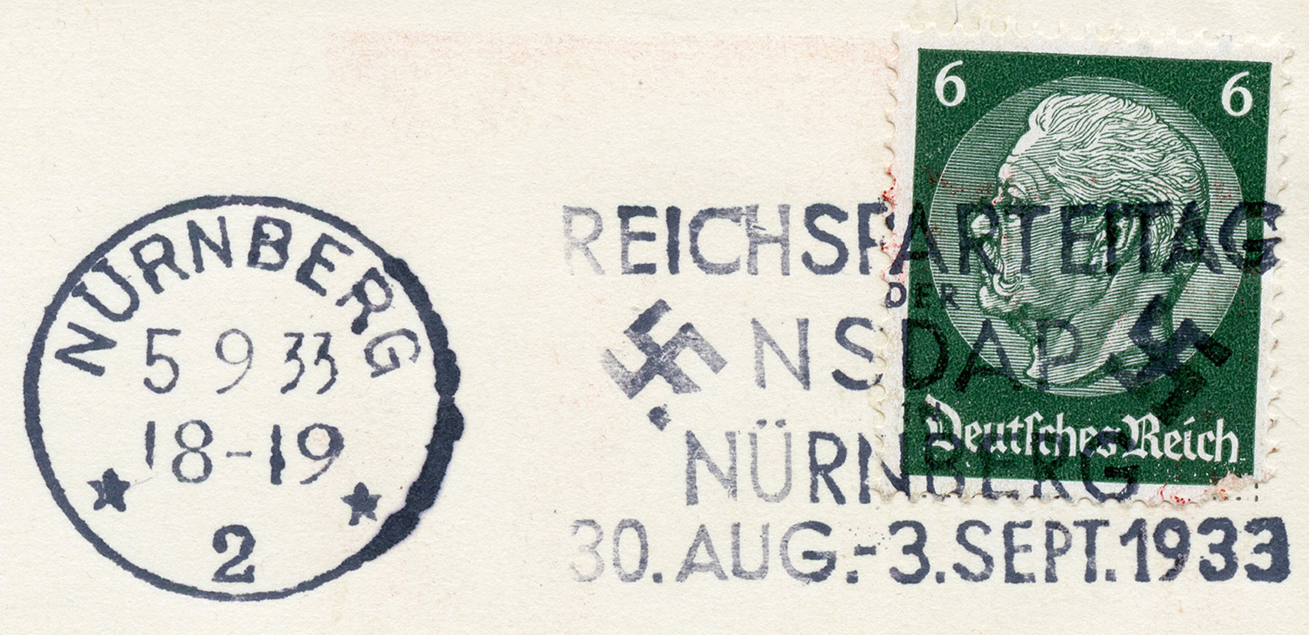 NÜRNBERG
5 9 33
18-19
2
REICHSPARTEITAG
DER
NSDAP
IN
NÜRNBERG
30. AUG.-3. SEPT. 1933
6 6
Deutsches Reich